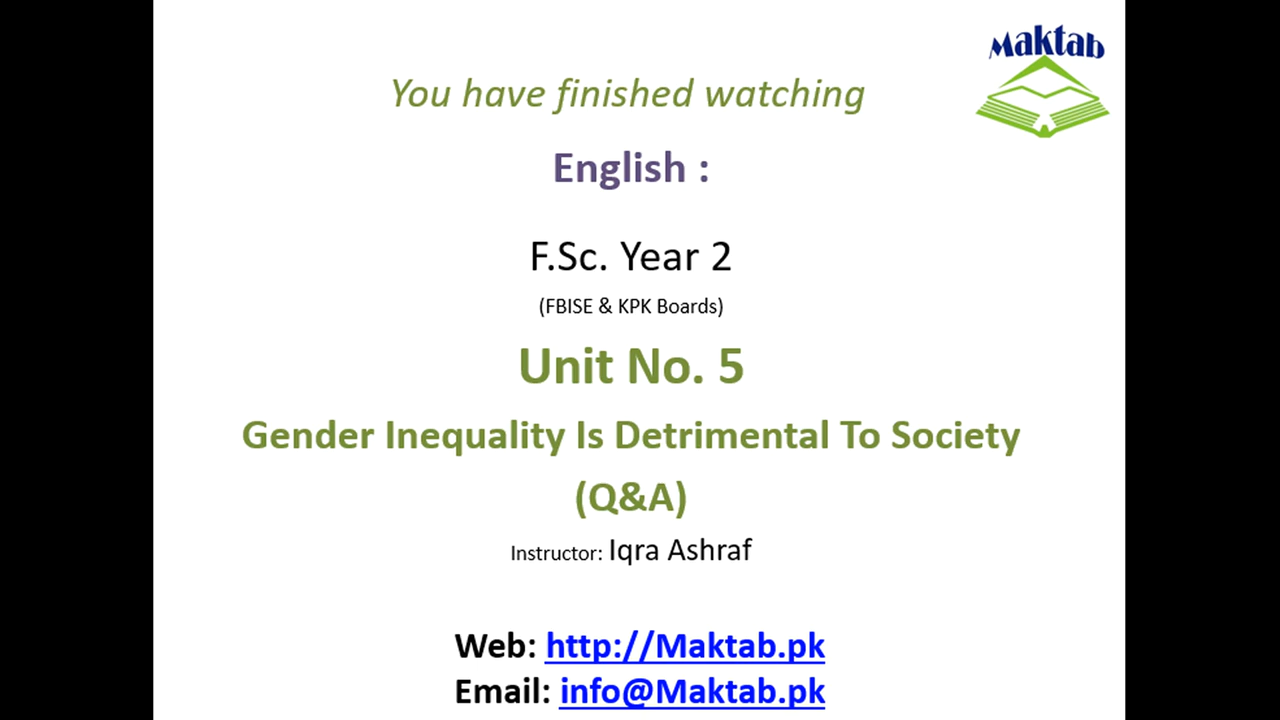 Maktab
You have finished watching
English :
F.Sc. Year 2
(FBISE & KPK Boards)
Unit No. 5
Gender Inequality Is Detrimental To Society
(Q&A)
Instructor: Iqra Ashraf
Web: http://Maktab.pk
Email: info@Maktab.pk